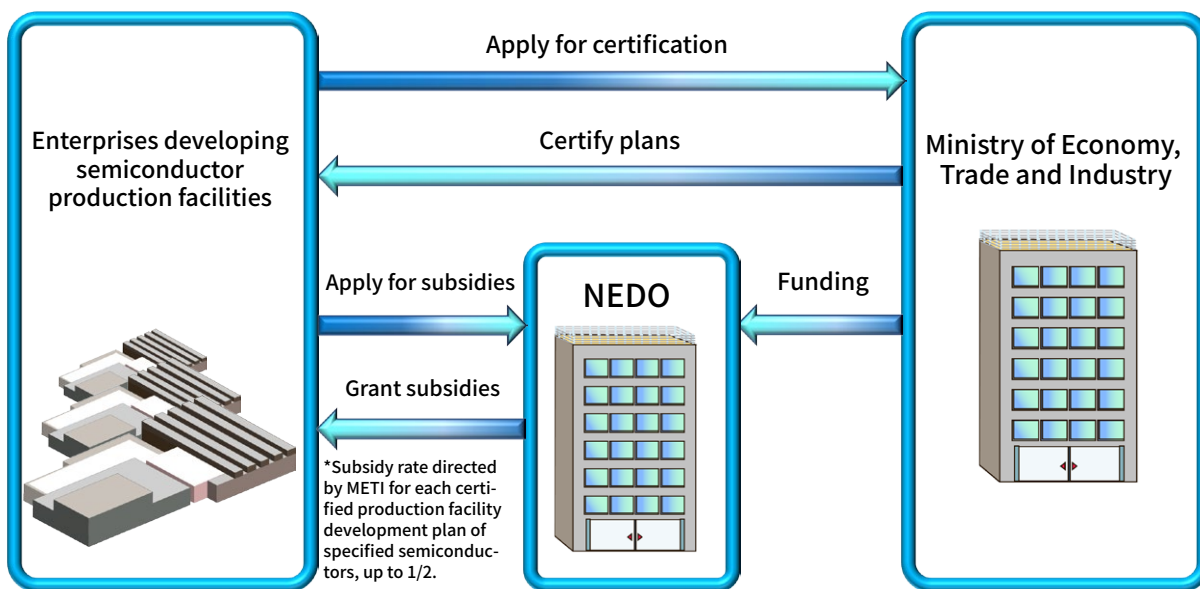 Apply for certification
Enterprises developing
semiconductor
production facilities
Certify plans
Ministry of Economy,
Trade and Industry
Apply for subsidies
NEDO
Funding
Grant subsidies
*Subsidy rate directed
by METI for each certi-
fied production facility
development plan of
specified semiconduc-
tors, up to 1/2.